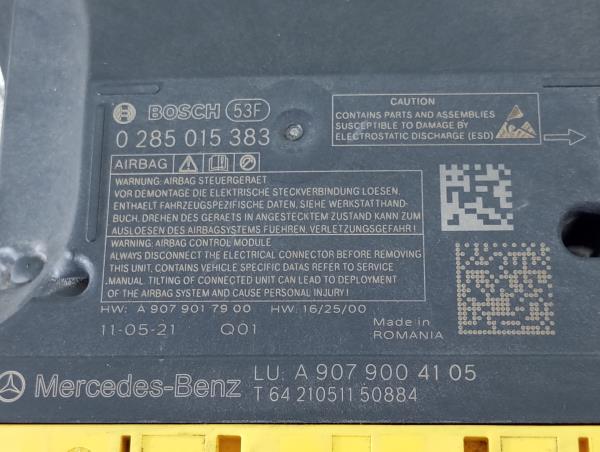 BOSCH 53F
0 285 015 383
AIRBAG
CAUTION
CONTAINS PARTS AND ASSEMBLIES
SUSCEPTIBLE TO DAMAGE BY
ELECTROSTATIC DISCHARGE (ESD)
WARNUNG: AIRBAG STEUERGERAET
VOR DEMONTAGE DIE ELEKTRISCHE STECKVERBINDUNG LOESEN.
ENTHAELT FAHRZEUGSPEZIFISCHE DATEN, SIEHE WERKSTATTHAND-
BUCH. DREHEN DES GERAETS IN ANGESTECKTEM ZUSTAND KANN ZUM
AUSLOESEN DES AIRBAGSYSTEMS FUEHREN. VERLETZUNGSGEFAHR!
WARNING: AIRBAG CONTROL MODULE
ALWAYS DISCONNECT THE ELECTRICAL CONNECTOR BEFORE REMOVING
THIS UNIT. CONTAINS VEHICLE SPECIFIC DATAS REFER TO SERVICE
MANUAL. TILTING OF CONNECTED UNIT CAN LEAD TO DEPLOYMENT
OF THE AIRBAG SYSTEM AND CAUSE PERSONAL INJURY!
HW: A 907 901 79 00 HW. 16/25/00
11-05-21 Q01
Made in
ROMANIA
Mercedes-Benz
LU: A 907 900 41 05
T 64 210511 50884